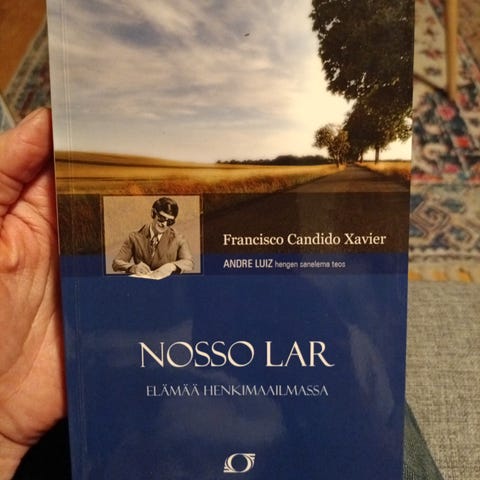 Francisco Candido Xavier
ANDRE LUIZ hengen sanelema teos
NOSSO LAR
ELÄMÄÄ HENKIMAAILMASSA